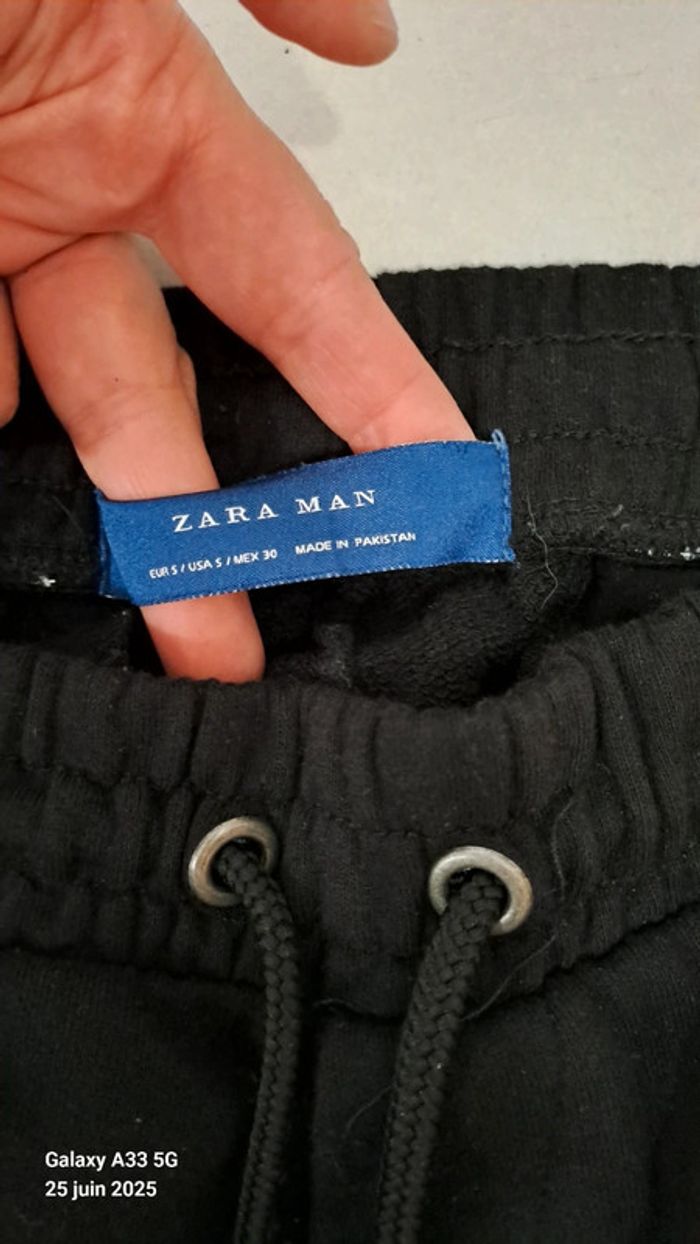 ZARA MAN
EUR S / USA S / MEX 30 MADE IN PAKISTAN
Galaxy A33 5G
25 juin 2025